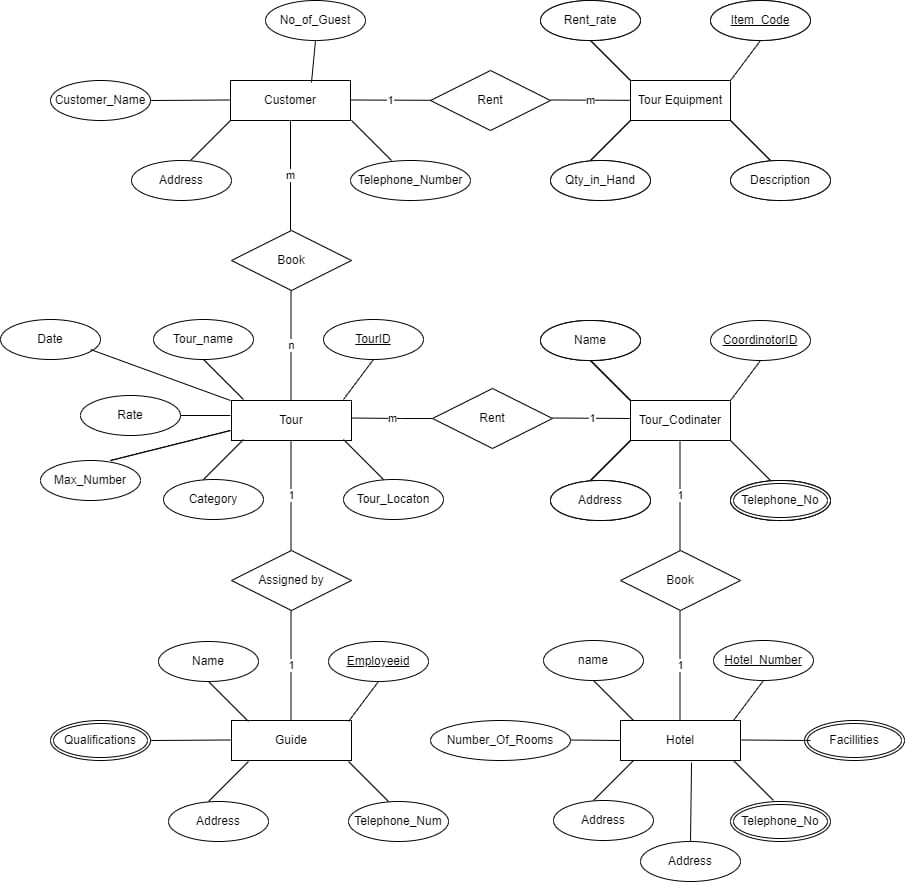 No_of_Guest
Rent_rate
Item_Code
Customer_Name
Customer
1
Rent
m
Tour Equipment
Address
Telephone_Number
Qty_in_Hand
Description
m
Book
Date
Tour_name
n
TourID
Name
CoordinotorID
Rate
Tour
m
Rent
1
Tour_Codinater
Max_Number
Category
1
Tour_Locaton
Address
1
Telephone_No
Assigned by
Book
Name
1
Employeeid
name
1
Hotel_Number
Qualifications
Guide
Number_Of_Rooms
Hotel
Facillities
Address
Telephone_Num
Address
Telephone_No
Address